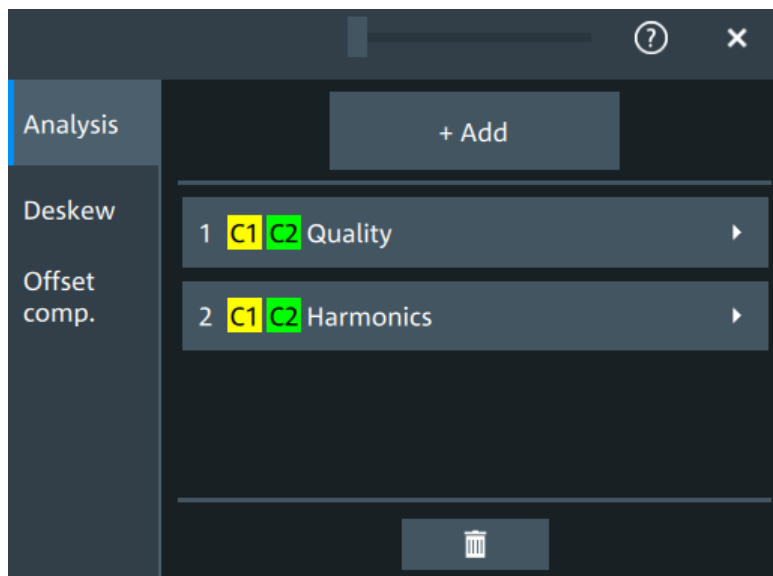 ?
Analysis
+ Add
Deskew
1 C1 C2 Quality
Offset
comp.
2 C1 C2 Harmonics